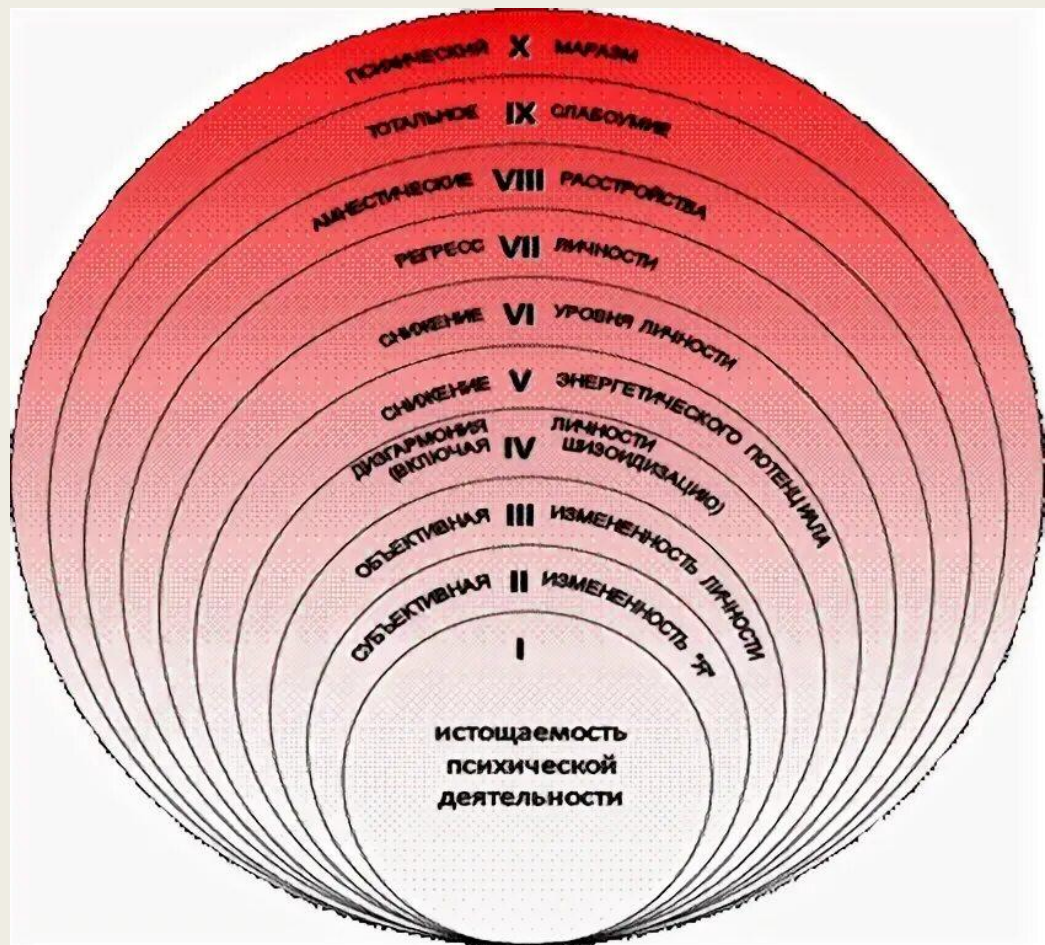 ПСИХИЧЕСКИЙ X МАРАЗМ
ТОТАЛЬНОЕ IX СЛАБОУМИЕ
АМНЕСТИЧЕСКИЕ VIII РАССТРОЙСТВА
РЕГРЕСС VII ЛИЧНОСТИ
СНИЖЕНИЕ VI УРОВНЯ ЛИЧНОСТИ
СНИЖЕНИЕ V ЭНЕРГЕТИЧЕСКОГО ПОТЕНЦИАЛА
ДИЗГАРМОНИЯ IV ЛИЧНОСТИ
(ВКЛЮЧАЯ ШИЗОИДИЗАЦИЮ)
ОБЪЕКТИВНАЯ III ИЗМЕНЕННОСТЬ ЛИЧНОСТИ
СУБЪЕКТИВНАЯ II ИЗМЕНЕННОСТЬ "Я"
I
истощаемость
психической
деятельности